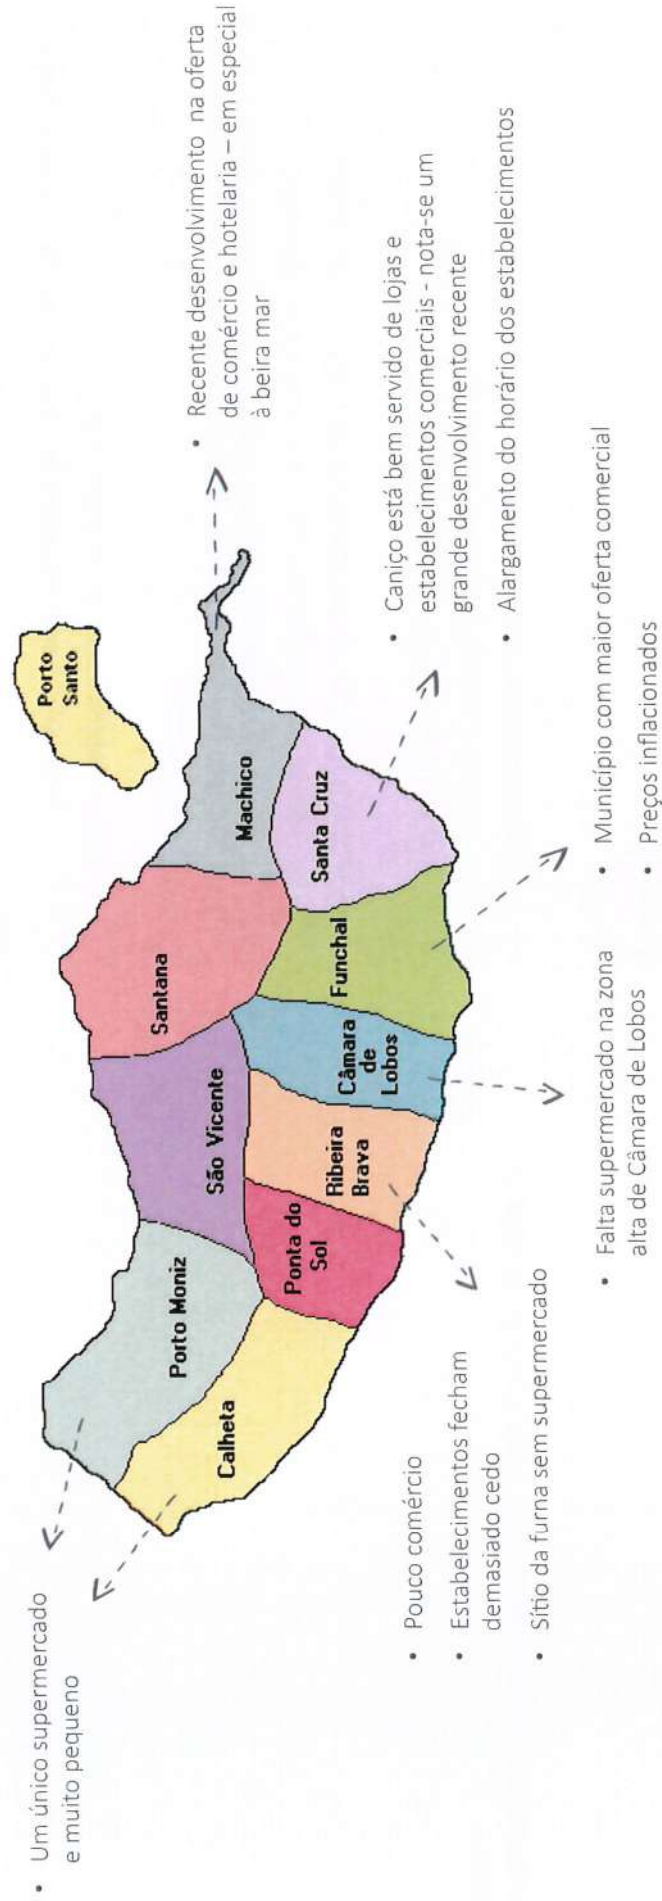 • Um único supermercado
e muito pequeno
Porto
Santo
• Recente desenvolvimento na oferta
de comércio e hotelaria – em especial
à beira mar
Santana
Machico
São Vicente
Porto Moniz
Calheta
Ponta do
Sol
Ribeira
Brava
Câmara
de
Lobos
Funchal
Santa Cruz
• Caniço está bem servido de lojas e
estabelecimentos comerciais - nota-se um
grande desenvolvimento recente
• Alargamento do horário dos estabelecimentos
• Pouco comércio
• Estabelecimentos fecham
demasiado cedo
• Sítio da furna sem supermercado
• Falta supermercado na zona
alta de Câmara de Lobos
• Município com maior oferta comercial
• Preços inflacionados